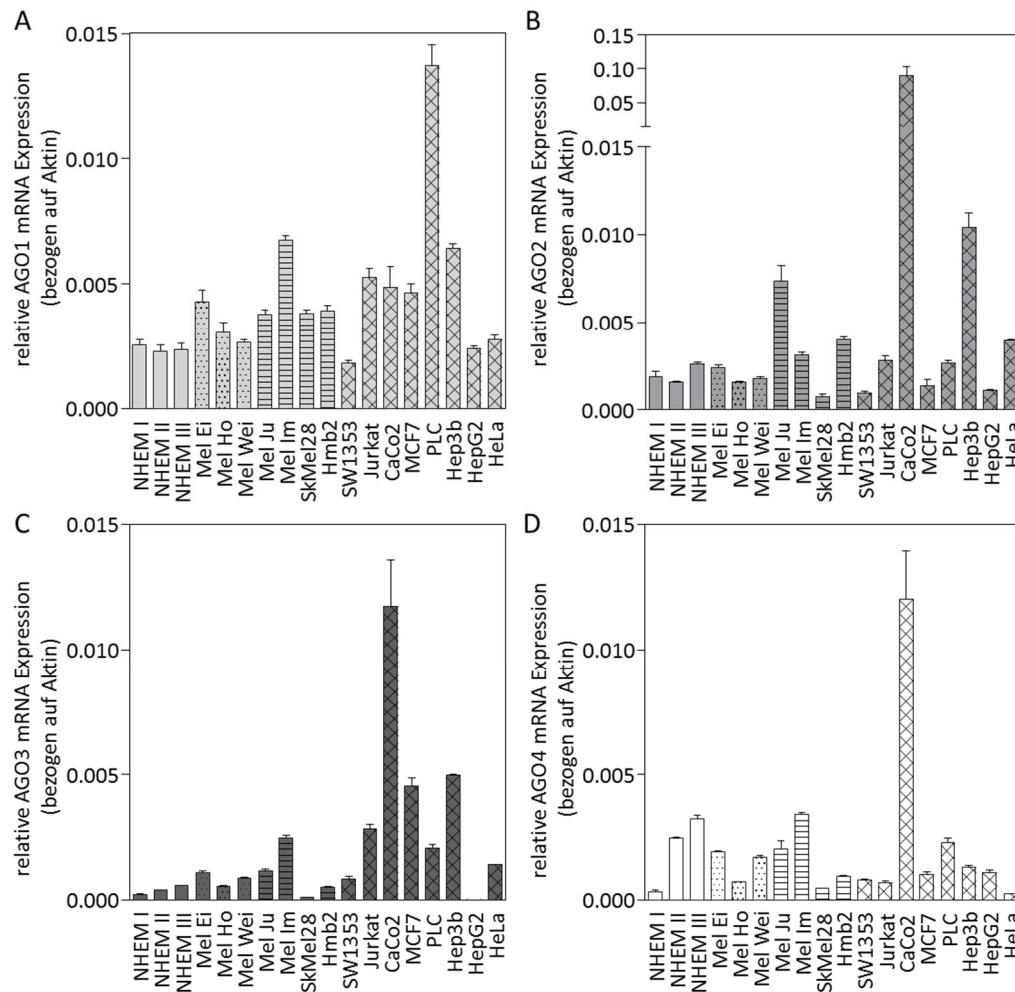 A
relative AGO1 mRNA Expression
(bezogen auf Aktin)
0.015
0.010
0.005
0.000
NHEM I
NHEM II
NHEM III
Mel Ei
Mel Ho
Mel Wei
Mel Ju
Mel Im
SkMel28
Hmb2
SW1353
Jurkat
CaCo2
MCF7
PLC
Hep3b
HepG2
HeLa
B
relative AGO2 mRNA Expression
(bezogen auf Aktin)
0.15
0.10
0.05
0.015
0.010
0.005
0.000
NHEM I
NHEM II
NHEM III
Mel Ei
Mel Ho
Mel Wei
Mel Ju
Mel Im
SkMel28
Hmb2
SW1353
Jurkat
CaCo2
MCF7
PLC
Hep3b
HepG2
HeLa
C
relative AGO3 mRNA Expression
(bezogen auf Aktin)
0.015
0.010
0.005
0.000
NHEM I
NHEM II
NHEM III
Mel Ei
Mel Ho
Mel Wei
Mel Ju
Mel Im
SkMel28
Hmb2
SW1353
Jurkat
CaCo2
MCF7
PLC
Hep3b
HepG2
HeLa
D
relative AGO4 mRNA Expression
(bezogen auf Aktin)
0.015
0.010
0.005
0.000
NHEM I
NHEM II
NHEM III
Mel Ei
Mel Ho
Mel Wei
Mel Ju
Mel Im
SkMel28
Hmb2
SW1353
Jurkat
CaCo2
MCF7
PLC
Hep3b
HepG2
HeLa